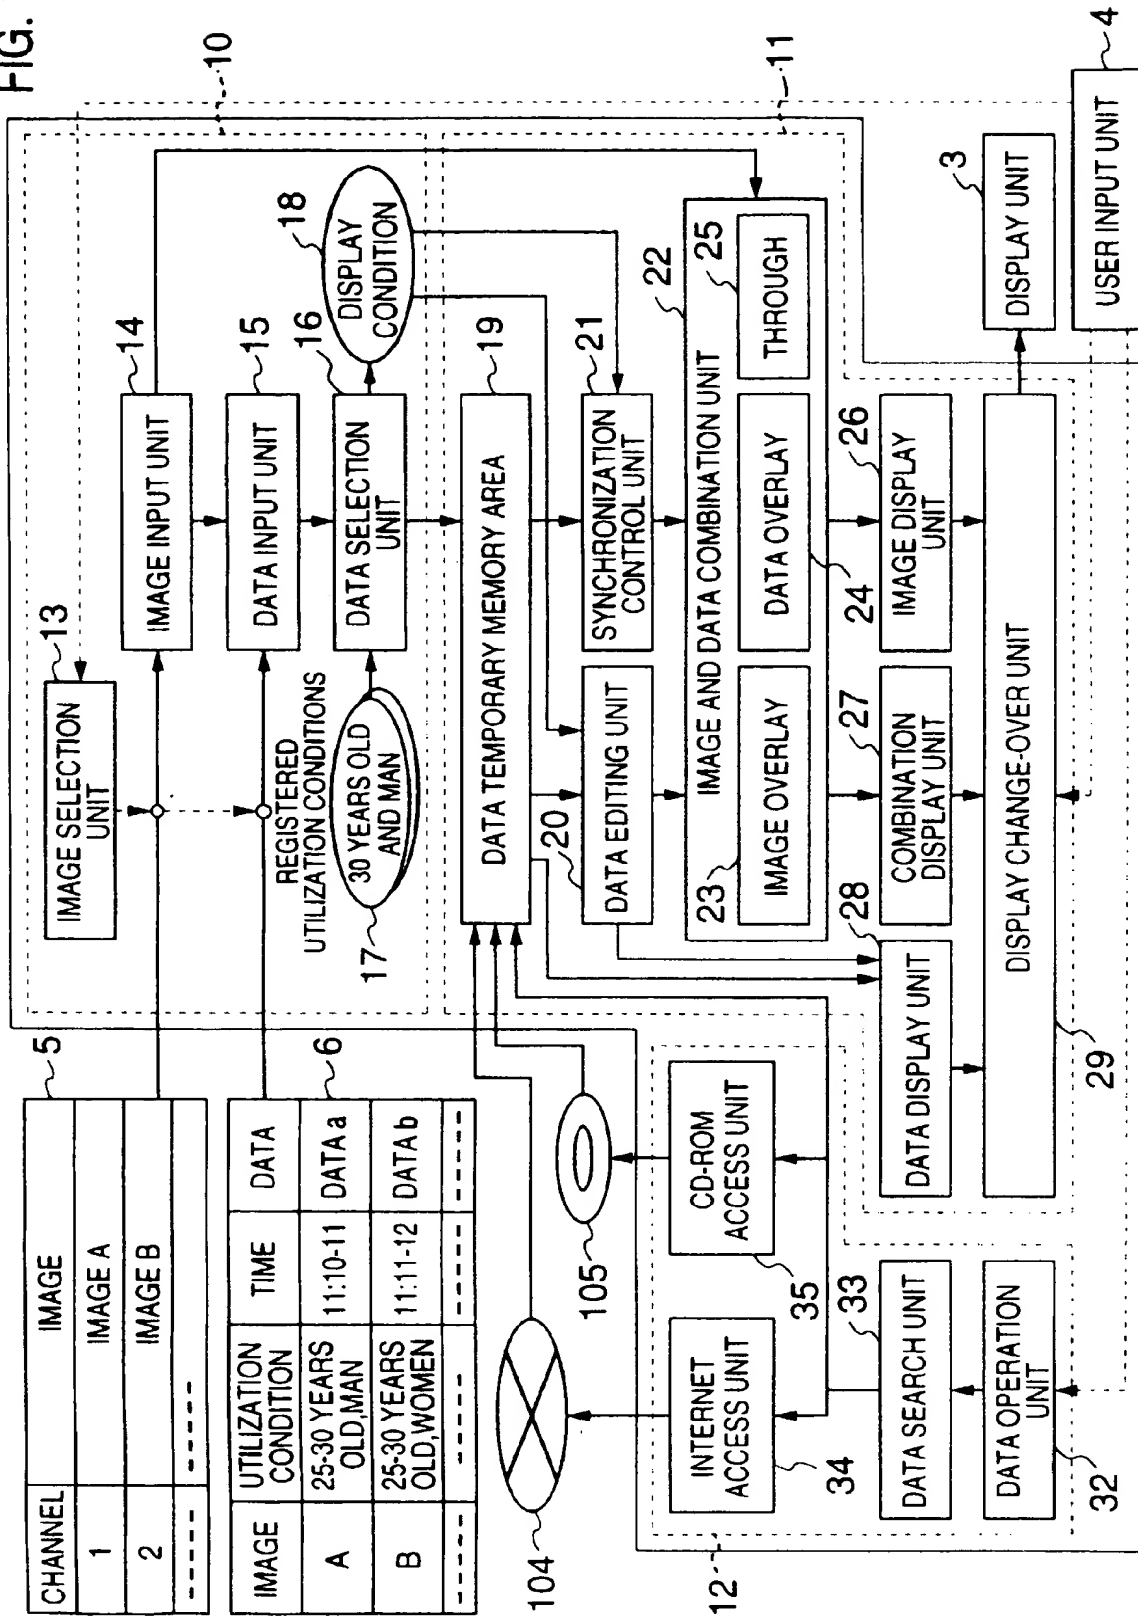 FIG.
5
CHANNEL IMAGE
1 IMAGE A
2 IMAGE B
6
IMAGE UTILIZATION CONDITION TIME DATA
A 25-30 YEARS OLD,MAN 11:10-11 DATA a
B 25-30 YEARS OLD,WOMEN 11:11-12 DATA b
10
13
IMAGE SELECTION
UNIT
14
IMAGE INPUT UNIT
15
DATA INPUT UNIT
16
DATA SELECTION
UNIT
REGISTERED
UTILIZATION CONDITIONS
17
30 YEARS OLD
AND MAN
18
DISPLAY
CONDITION
11
19
DATA TEMPORARY MEMORY AREA
20
DATA EDITING UNIT
21
SYNCHRONIZATION
CONTROL UNIT
22
IMAGE AND DATA COMBINATION UNIT
23
IMAGE OVERLAY
24
DATA OVERLAY
25
THROUGH
26
IMAGE DISPLAY
UNIT
27
COMBINATION
DISPLAY UNIT
28
DATA DISPLAY UNIT
29
DISPLAY CHANGE-OVER UNIT
3
DISPLAY UNIT
4
USER INPUT UNIT
104
105
12
34
INTERNET
ACCESS UNIT
35
CD-ROM
ACCESS UNIT
33
DATA SEARCH UNIT
32
DATA OPERATION
UNIT